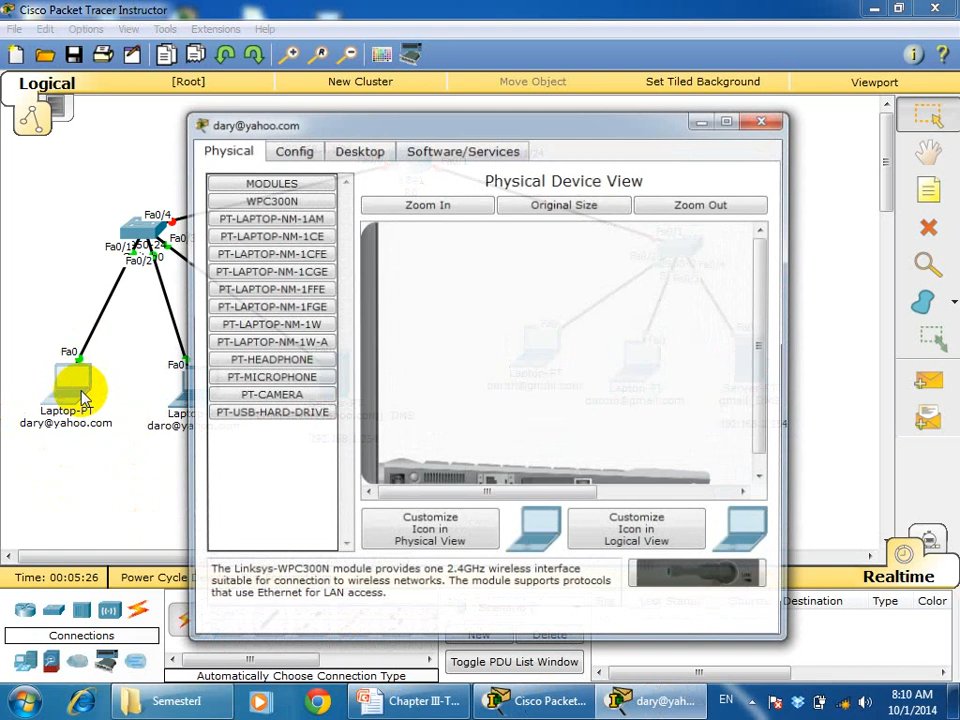 Cisco Packet Tracer Instructor
File Edit Options View Tools Extensions Help
Logical [Root] New Cluster Move Object Set Tiled Background Viewport
dary@yahoo.com
Physical Config Desktop Software/Services
MODULES
WPC300N
PT-LAPTOP-NM-1AM
PT-LAPTOP-NM-1CE
PT-LAPTOP-NM-1CFE
PT-LAPTOP-NM-1CGE
PT-LAPTOP-NM-1FFE
PT-LAPTOP-NM-1FGE
PT-LAPTOP-NM-1W
PT-LAPTOP-NM-1W-A
PT-HEADPHONE
PT-MICROPHONE
PT-CAMERA
PT-USB-HARD-DRIVE
Physical Device View
Zoom In Original Size Zoom Out
Customize
Icon in
Physical View
Customize
Icon in
Logical View
The Linksys-WPC300N module provides one 2.4GHz wireless interface
suitable for connection to wireless networks. The module supports protocols
that use Ethernet for LAN access.
Fa0/4
Fa0/1
Fa0/2
Fa0
Laptop-PT
dary@yahoo.com
Fa0
Time: 00:05:26 Power Cycle
Realtime
Connections
Automatically Choose Connection Type
New Delete
Toggle PDU List Window
Destination Type Color
SemesterI
Chapter III-T...
Cisco Packet...
dary@yah...
EN
8:10 AM
10/1/2014